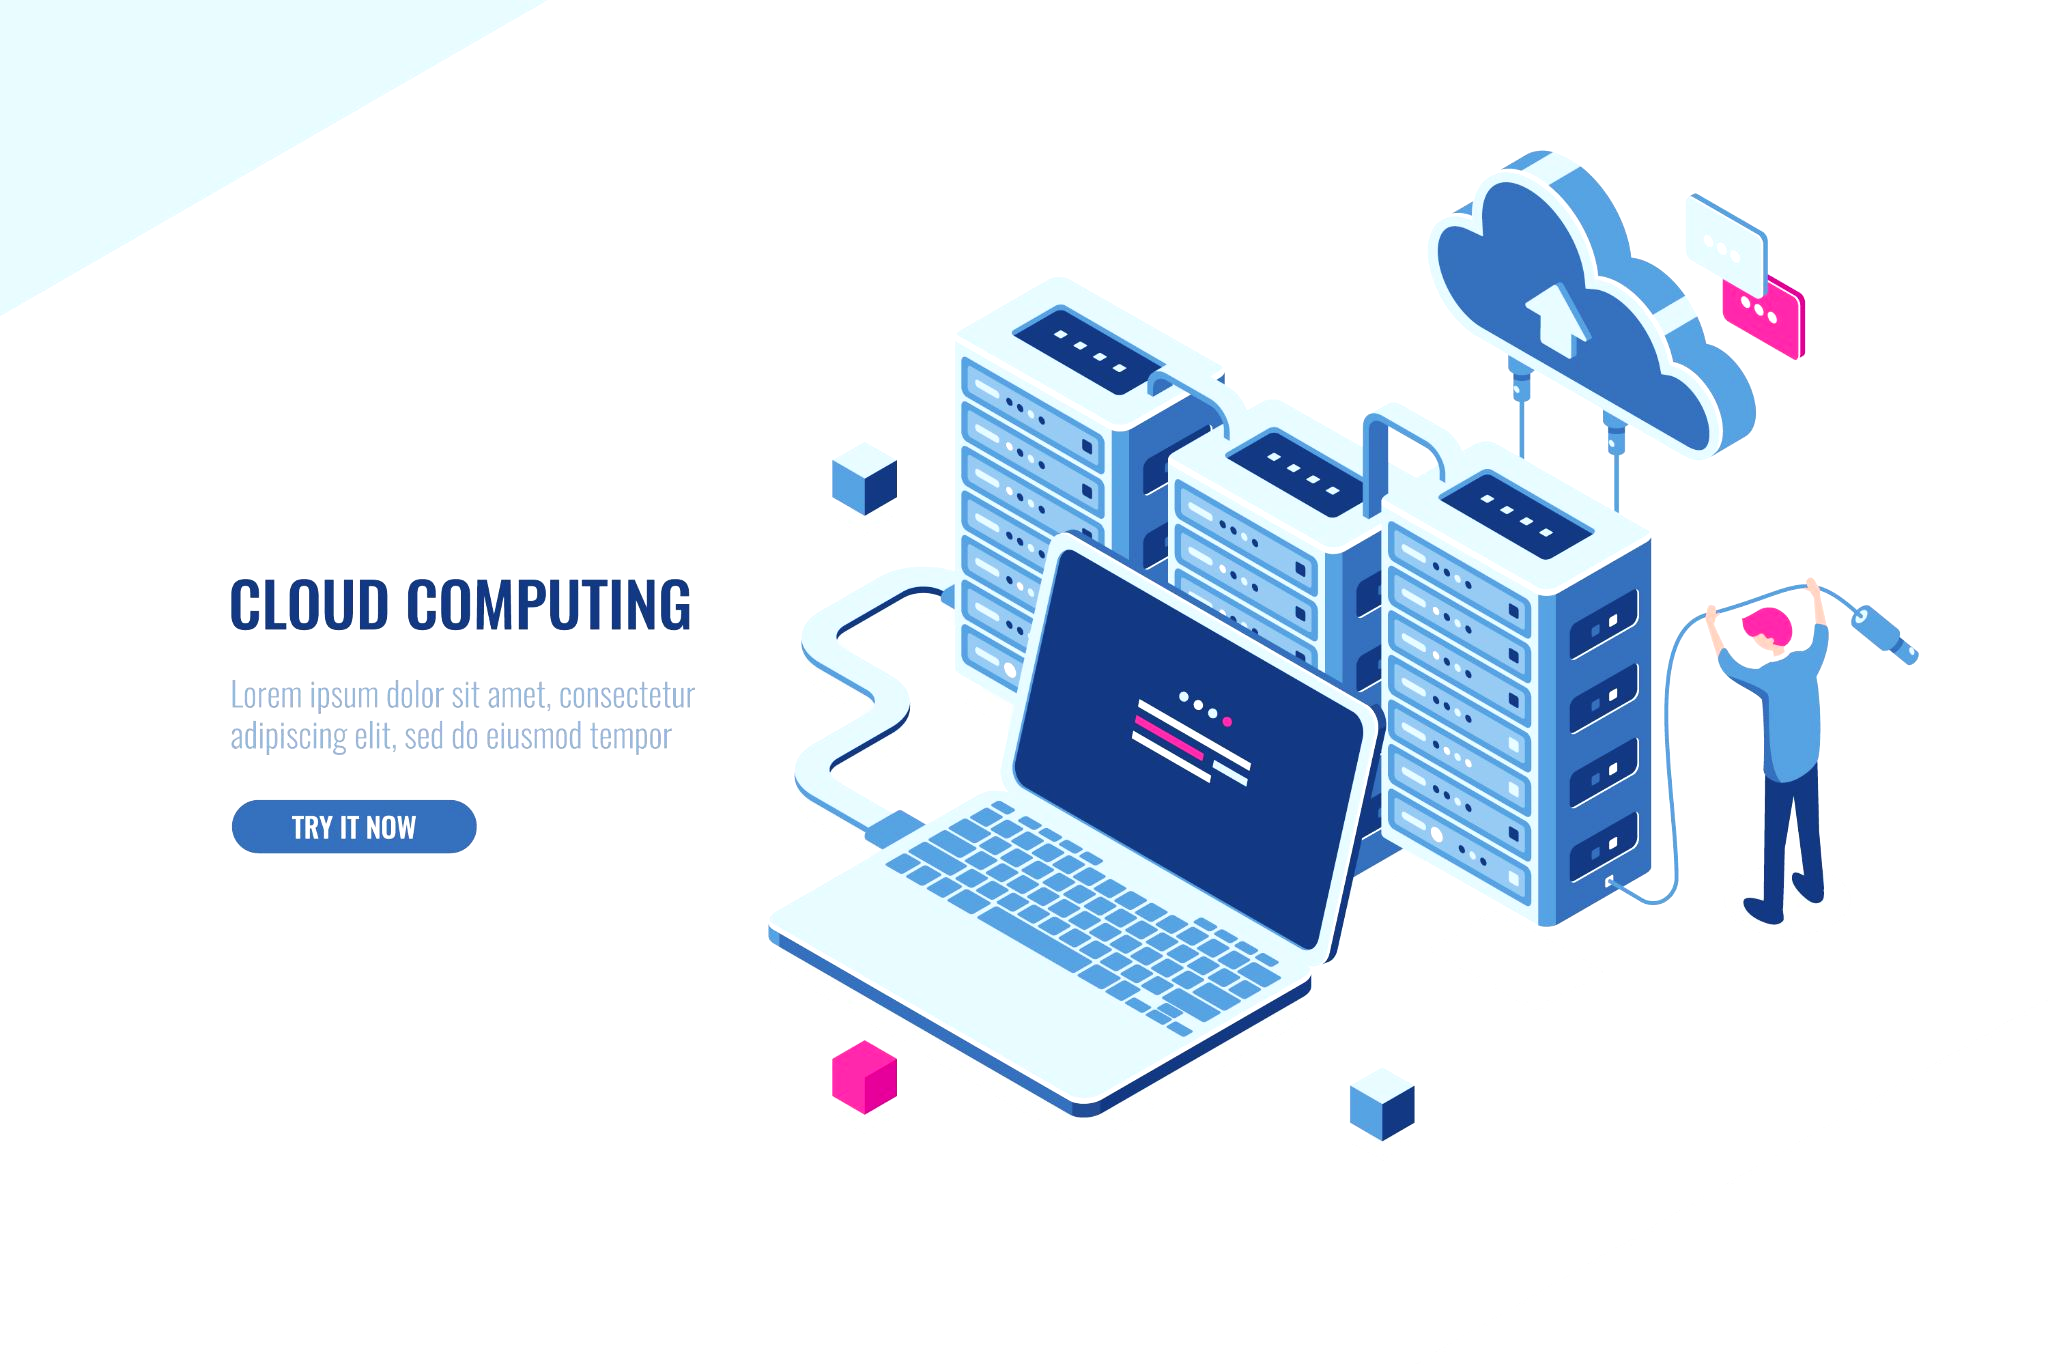 CLOUD COMPUTING
Lorem ipsum dolor sit amet, consectetur
adipiscing elit, sed do eiusmod tempor
TRY IT NOW